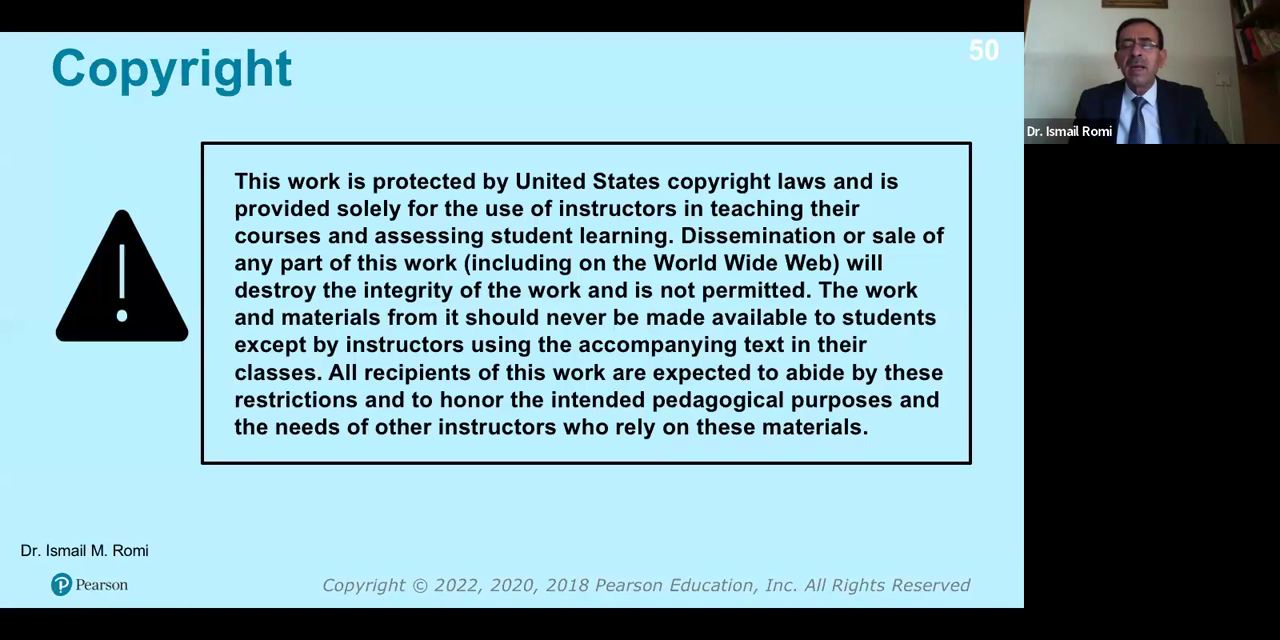 Copyright
50
Dr. Ismail Romi
This work is protected by United States copyright laws and is
provided solely for the use of instructors in teaching their
courses and assessing student learning. Dissemination or sale of
any part of this work (including on the World Wide Web) will
destroy the integrity of the work and is not permitted. The work
and materials from it should never be made available to students
except by instructors using the accompanying text in their
classes. All recipients of this work are expected to abide by these
restrictions and to honor the intended pedagogical purposes and
the needs of other instructors who rely on these materials.
Dr. Ismail M. Romi
Pearson
Copyright © 2022, 2020, 2018 Pearson Education, Inc. All Rights Reserved